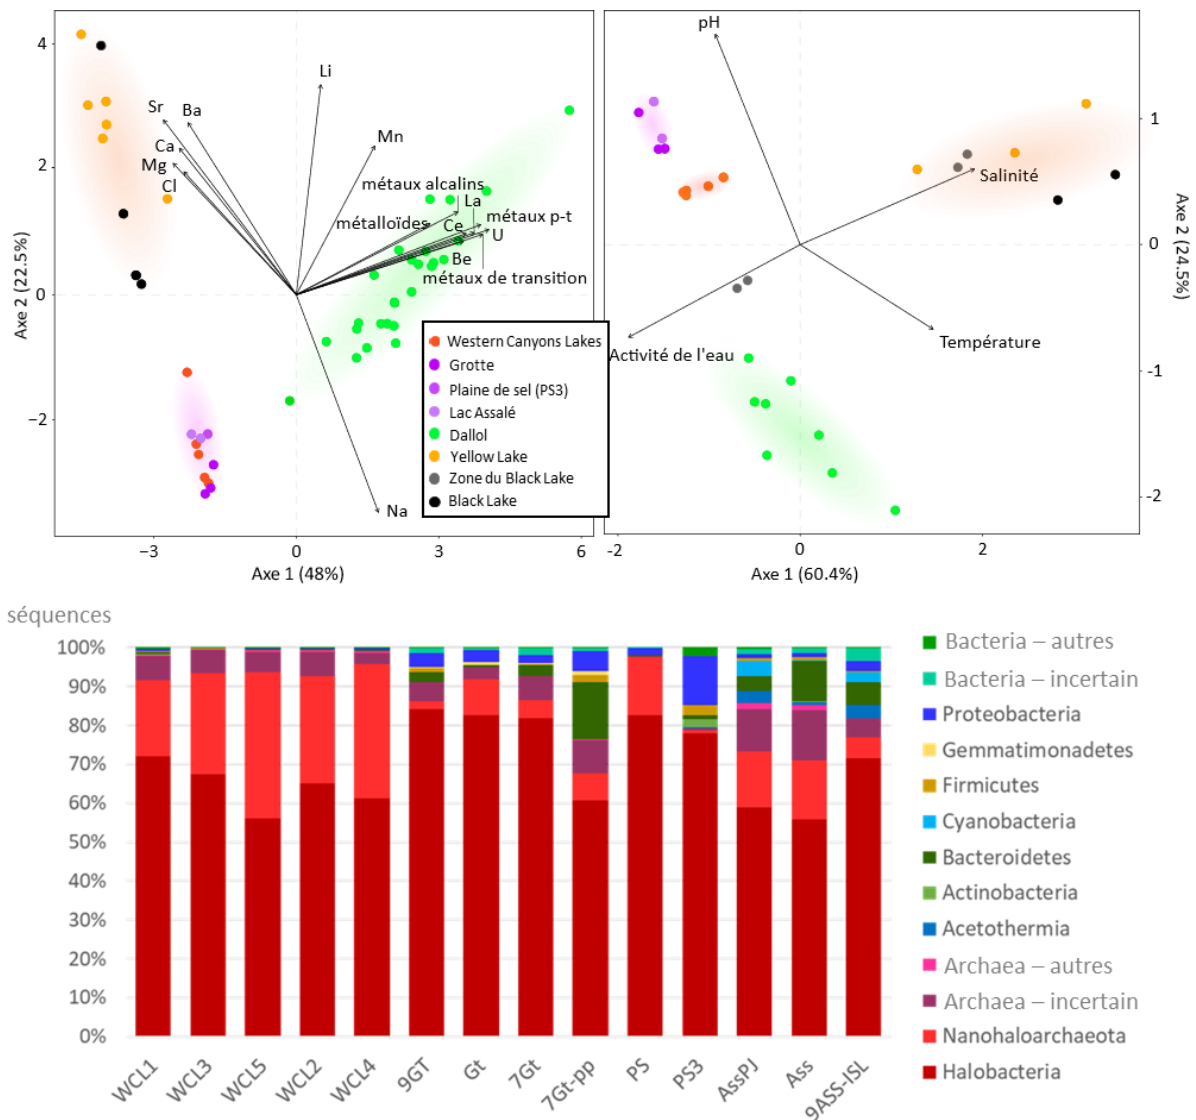 4
2
0
−2
−3
0
3
6
Axe 1 (48%)
Axe 2 (22.5%)
Li
Mn
Sr
Ba
Ca
Mg
Cl
métaux alcalins
La
métalloïdes
Ce
métaux p-t
U
Be
métaux de transition
Na
Western Canyons Lakes
Grotte
Plaine de sel (PS3)
Lac Assalé
Dallol
Yellow Lake
Zone du Black Lake
Black Lake
pH
Salinité
Activité de l'eau
Température
1
0
-1
-2
-2
0
2
Axe 1 (60.4%)
Axe 2 (24.5%)
séquences
100%
90%
80%
70%
60%
50%
40%
30%
20%
10%
0%
WCL1
WCL3
WCL5
WCL2
WCL4
9GT
Gt
7Gt
7Gt-pp
PS
PS3
AssPJ
Ass
9ASS-ISL
Bacteria – autres
Bacteria – incertain
Proteobacteria
Gemmatimonadetes
Firmicutes
Cyanobacteria
Bacteroidetes
Actinobacteria
Acetothermia
Archaea – autres
Archaea – incertain
Nanohaloarchaeota
Halobacteria